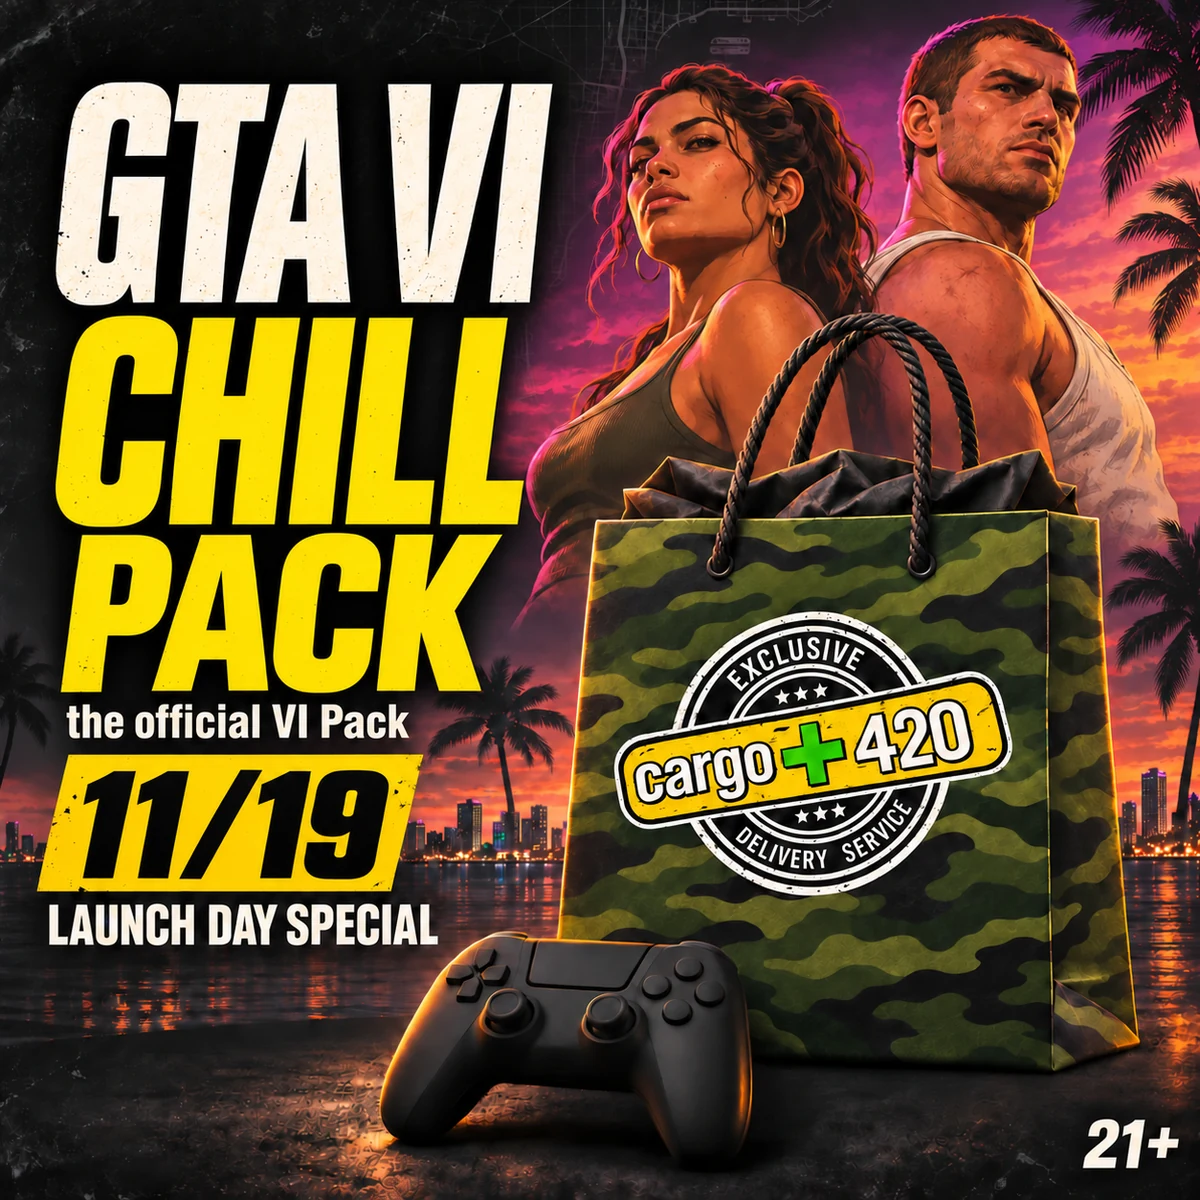 GTA VI
CHILL
PACK
the official VI Pack
11/19
LAUNCH DAY SPECIAL
EXCLUSIVE
cargo+420
DELIVERY SERVICE
21+